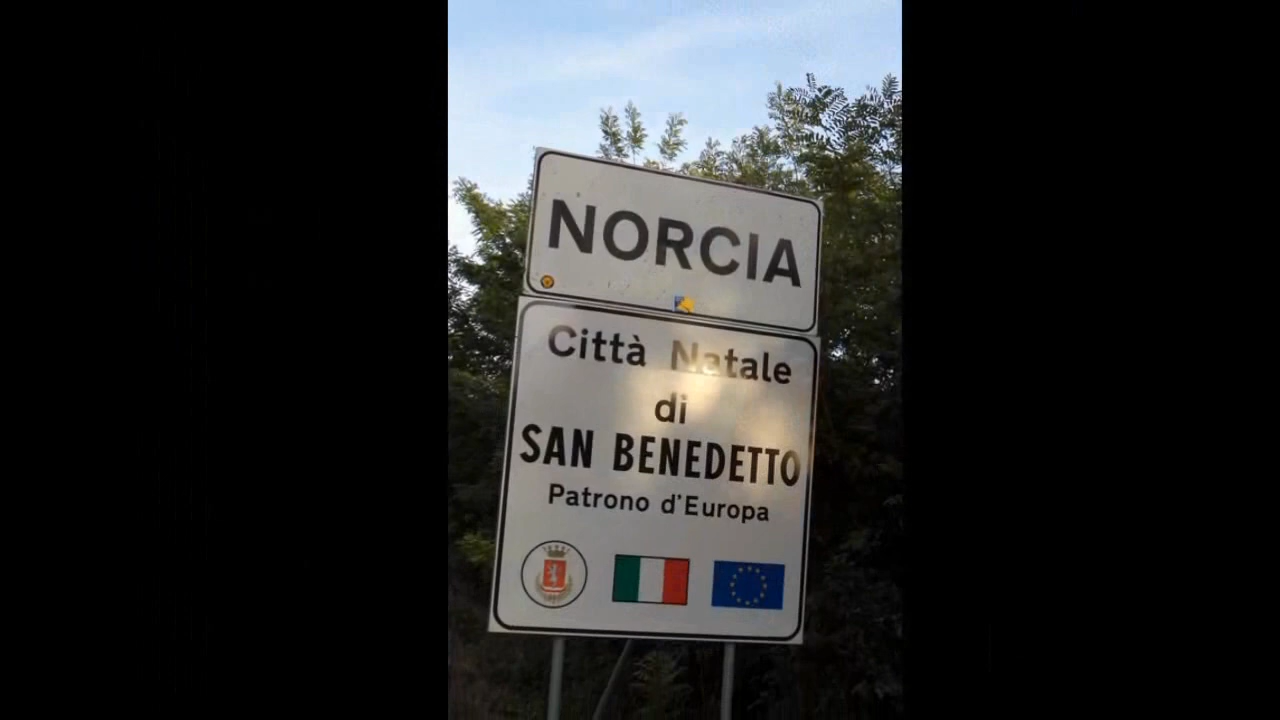 NORCIA
Città Natale
di
SAN BENEDETTO
Patrono d'Europa